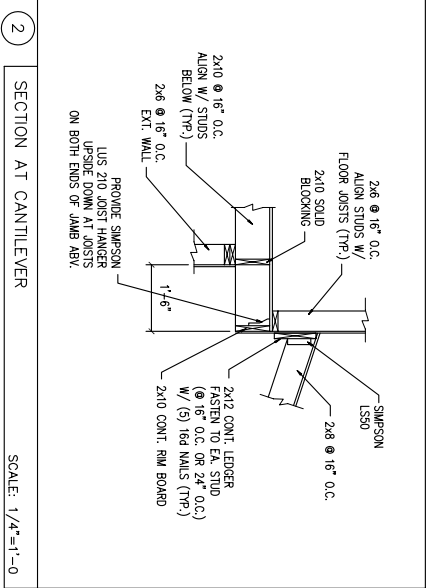 2x6 @ 16" O.C.
ALIGN STUDS W/
FLOOR JOISTS (TYP.)
2x10 SOLID
BLOCKING
2x10 @ 16" O.C.
ALIGN W/ STUDS
BELOW (TYP.)
2x6 @ 16" O.C.
EXT. WALL
PROVIDE SIMPSON
LUS 210 JOIST HANGER
UPSIDE DOWN AT JOISTS
ON BOTH ENDS OF JAMB ABV.
1'-6"
SIMPSON
LS50
2x8 @ 16" O.C.
2x12 CONT. LEDGER
FASTEN TO EA. STUD
(@ 16" O.C. OR 24" O.C.)
W/ (5) 16d NAILS (TYP.)
2x10 CONT. RIM BOARD
2
SECTION AT CANTILEVER
SCALE: 1/4"=1'-0